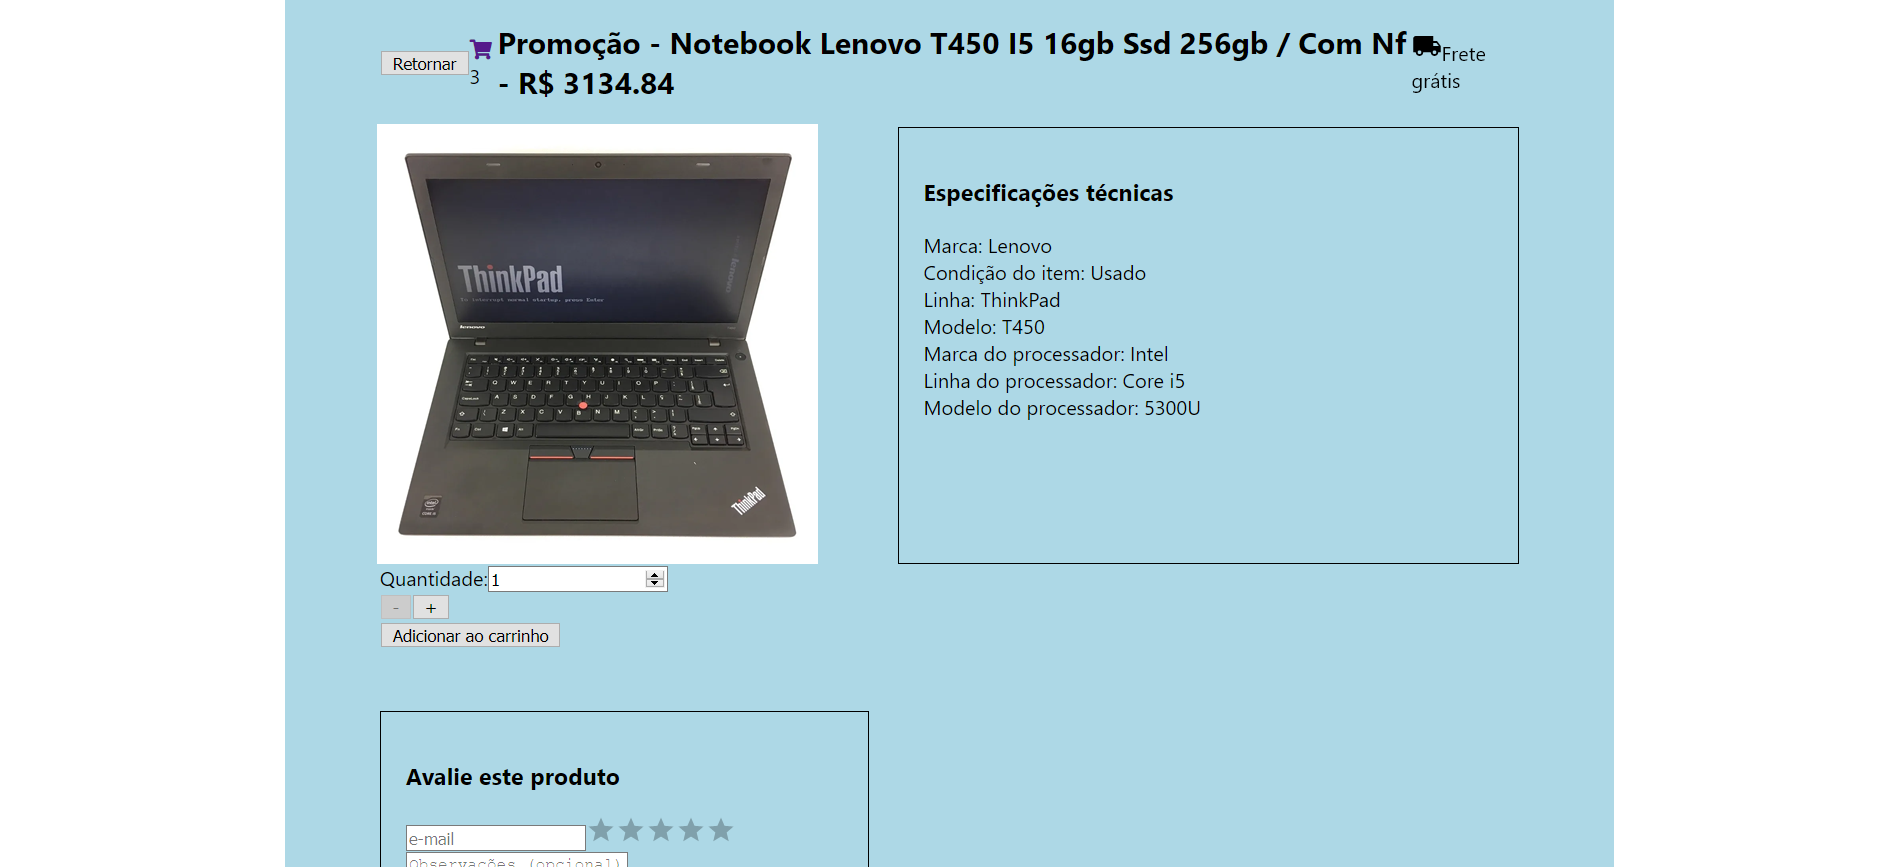 Retornar
3
Promoção - Notebook Lenovo T450 I5 16gb Ssd 256gb / Com Nf
- R$ 3134.84
Frete
grátis
ThinkPad
To interrupt normal startup, press Enter
lenovo
ThinkPad
Especificações técnicas
Marca: Lenovo
Condição do item: Usado
Linha: ThinkPad
Modelo: T450
Marca do processador: Intel
Linha do processador: Core i5
Modelo do processador: 5300U
Quantidade: 1
- +
Adicionar ao carrinho
Avalie este produto
e-mail
Observações (opcional)